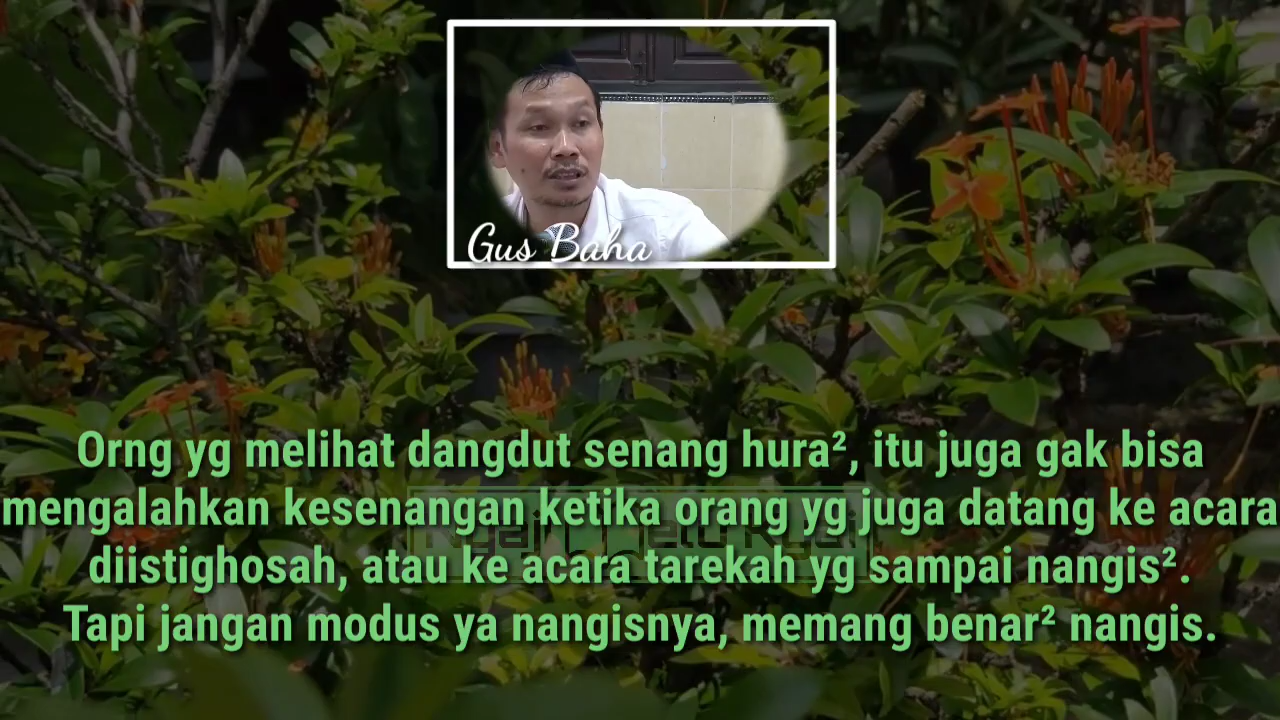 Gus Baha
Orng yg melihat dangdut senang hura², itu juga gak bisa
mengalahkan kesenangan ketika orang yg juga datang ke acara
diistighosah, atau ke acara tarekah yg sampai nangis².
Tapi jangan modus ya nangisnya, memang benar² nangis.